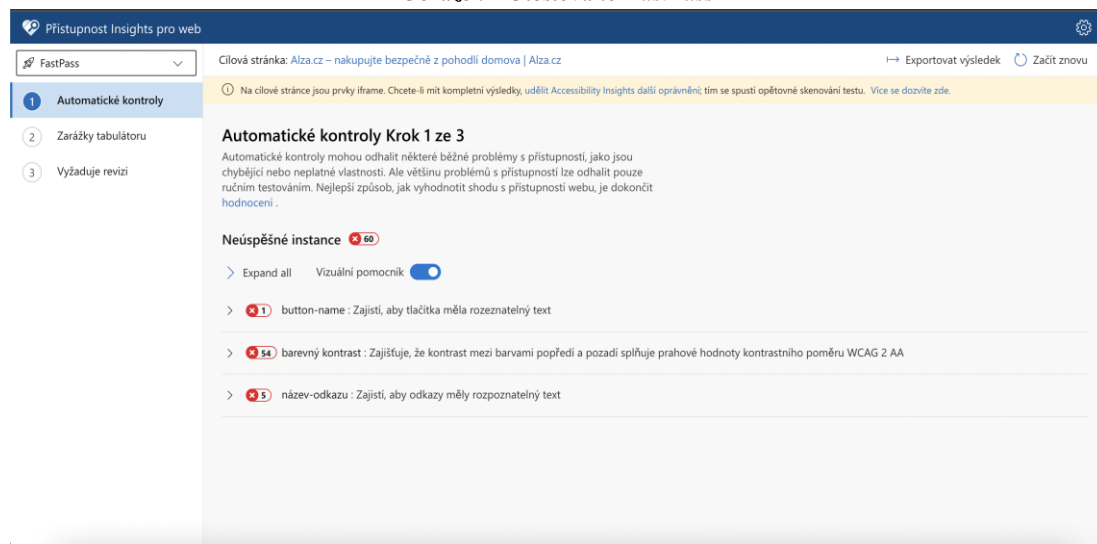 Přístupnost Insights pro web
FastPass
Cílová stránka: Alza.cz – nakupujte bezpečně z pohodlí domova | Alza.cz
Exportovat výsledek
Začít znovu
1 Automatické kontroly
Na cílové stránce jsou prvky iframe. Chcete-li mít kompletní výsledky, udělit Accessibility Insights další oprávnění; tím se spustí opětovné skenování testu. Více se dozvíte zde.
2 Zarážky tabulátoru
3 Vyžaduje revizi
Automatické kontroly Krok 1 ze 3
Automatické kontroly mohou odhalit některé běžné problémy s přístupností, jako jsou
chybějící nebo neplatné vlastnosti. Ale většinu problémů s přístupností lze odhalit pouze
ručním testováním. Nejlepší způsob, jak vyhodnotit shodu s přístupností webu, je dokončit
hodnocení .
Neúspěšné instance 60
Expand all Vizuální pomocník
1 button-name : Zajistí, aby tlačítka měla rozeznatelný text
54 barevný kontrast : Zajišťuje, že kontrast mezi barvami popředí a pozadí splňuje prahové hodnoty kontrastního poměru WCAG 2 AA
5 název-odkazu : Zajistí, aby odkazy měly rozpoznatelný text